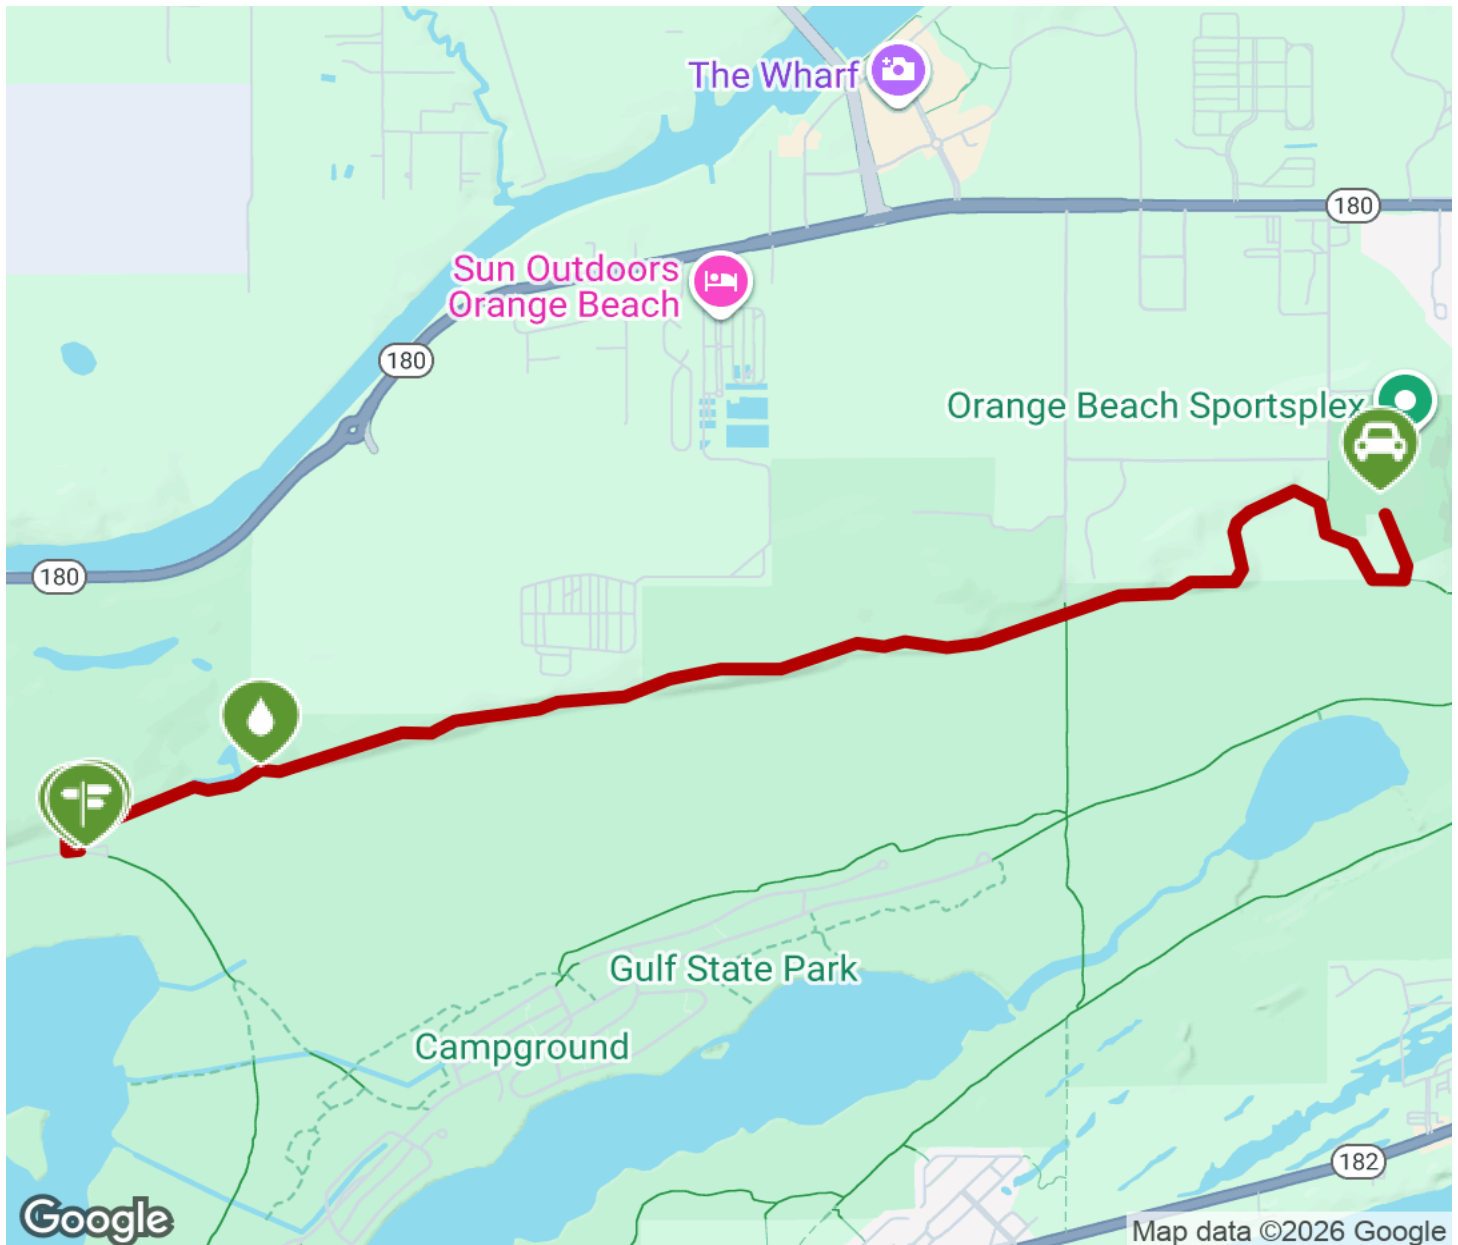 The Wharf
180
Sun Outdoors
Orange Beach
180
Orange Beach Sportsplex
180
Gulf State Park
Campground
182
Google
Map data ©2026 Google